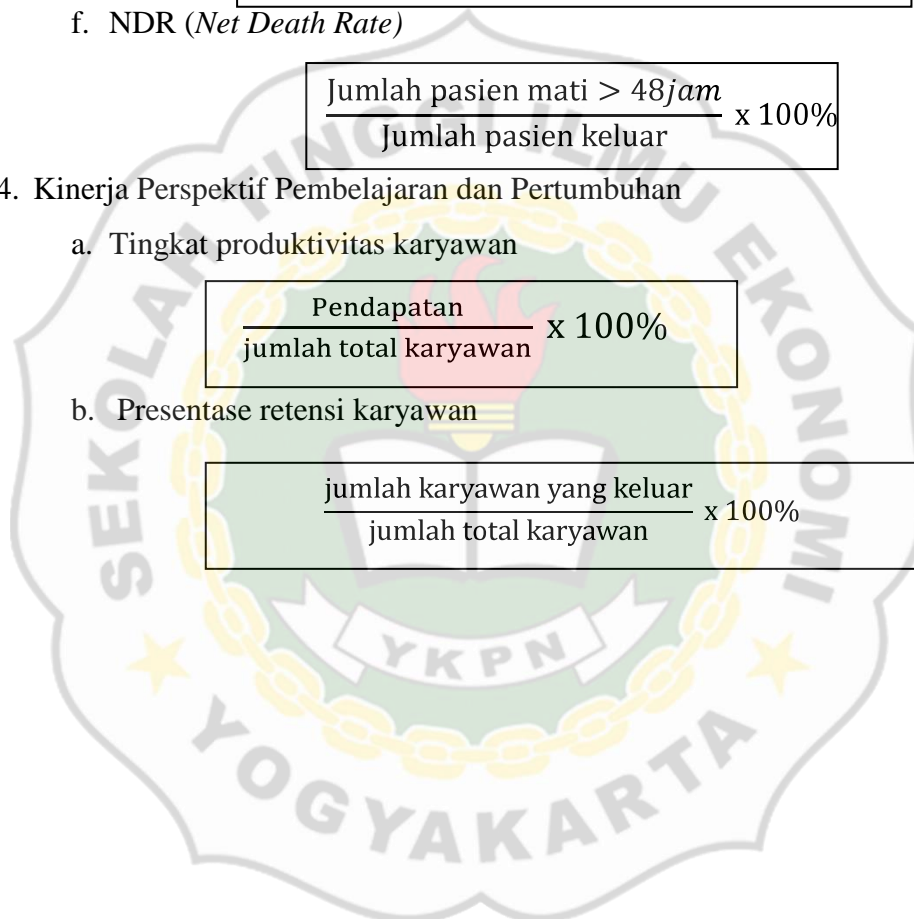 f. NDR (Net Death Rate)
Jumlah pasien mati > 48jam
Jumlah pasien keluar
x 100%
4. Kinerja Perspektif Pembelajaran dan Pertumbuhan
a. Tingkat produktivitas karyawan
Pendapatan
jumlah total karyawan
x 100%
b. Presentase retensi karyawan
jumlah karyawan yang keluar
jumlah total karyawan
x 100%
SEKOLAH TINGGI ILMU EKONOMI
YKPN
YOGYAKARTA